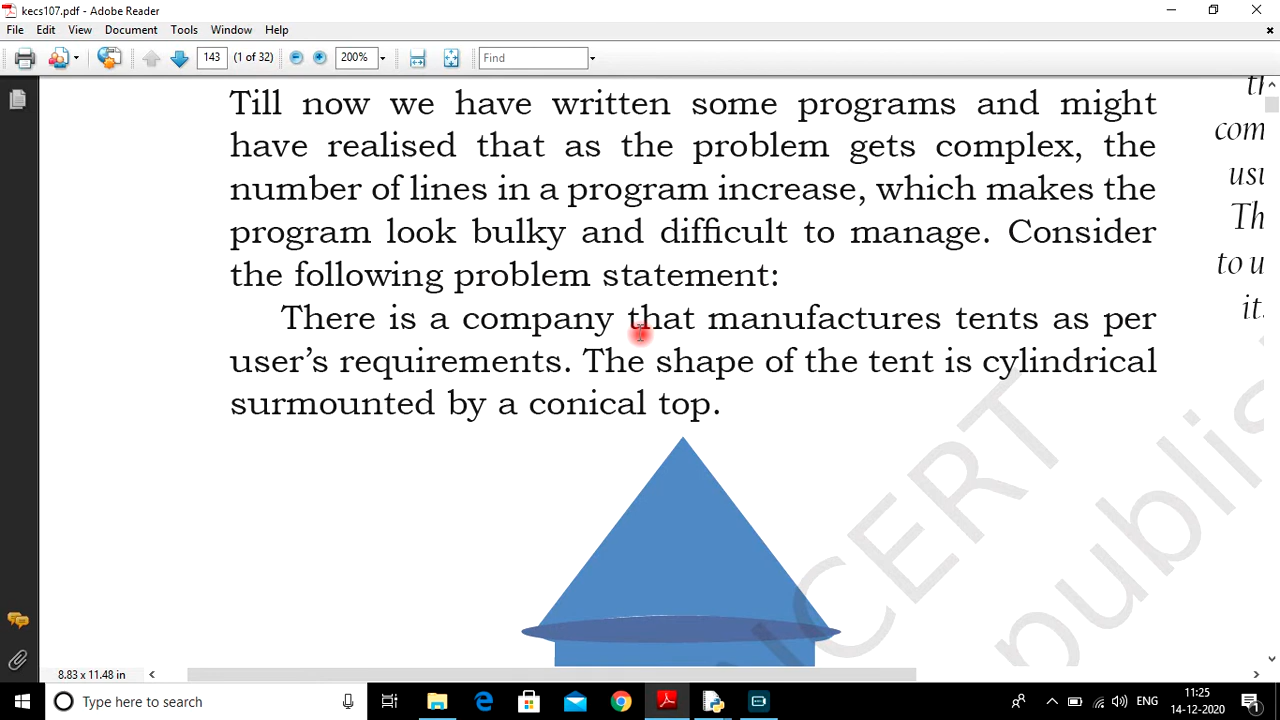 kecs107.pdf - Adobe Reader
File Edit View Document Tools Window Help
143 (1 of 32) 200% Find
Till now we have written some programs and might
have realised that as the problem gets complex, the
number of lines in a program increase, which makes the
program look bulky and difficult to manage. Consider
the following problem statement:
There is a company that manufactures tents as per
user's requirements. The shape of the tent is cylindrical
surmounted by a conical top.
com
usu
Th
to u
it
NCERT
publis
8.83 x 11.48 in
Type here to search
ENG
11:25
14-12-2020
1